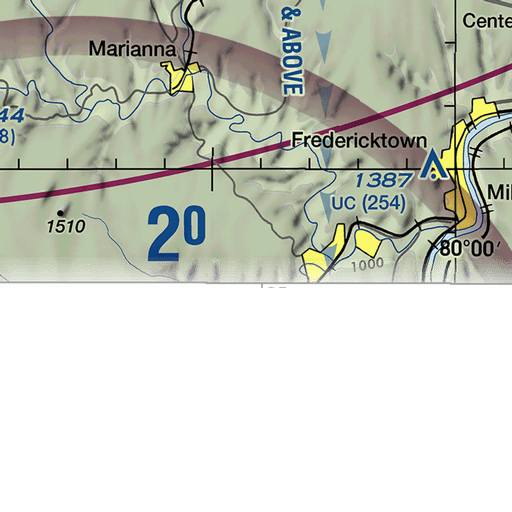 Cente
Marianna
& ABOVE
44
8)
Fredericktown
1387
UC (254)
Mil
1510
20
80°00'
1000